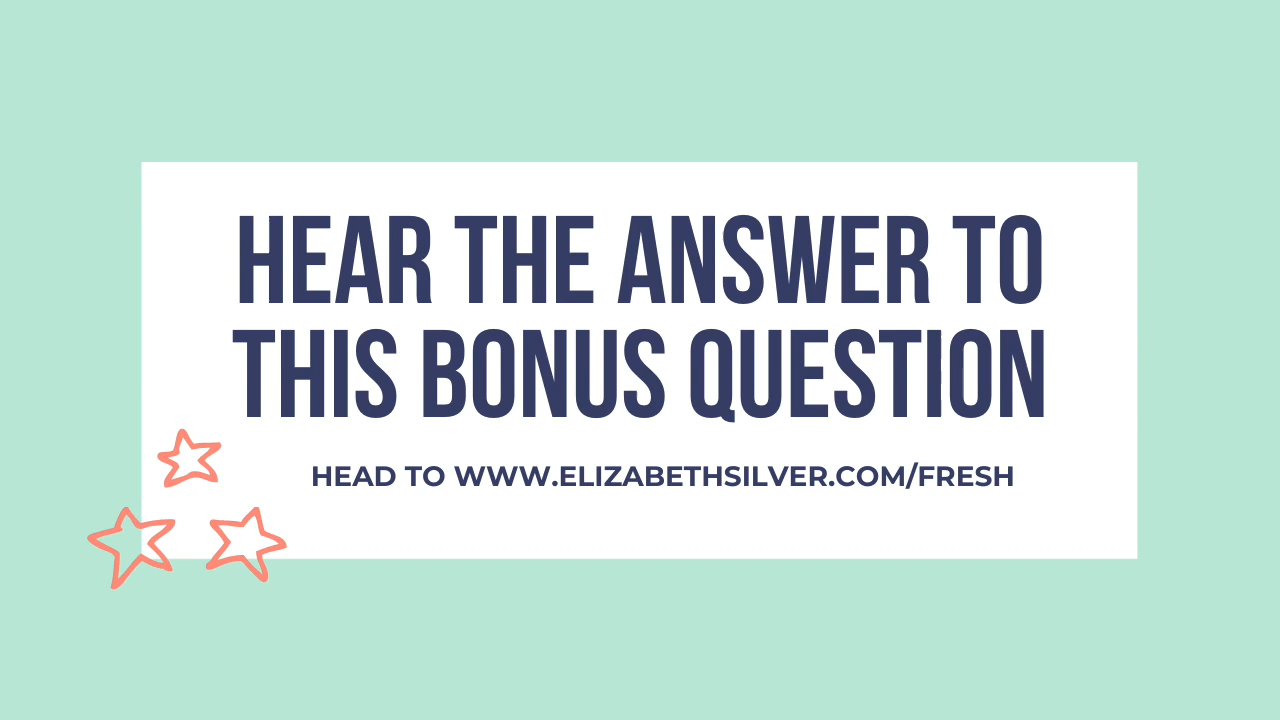 HEAR THE ANSWER TO
THIS BONUS QUESTION
HEAD TO WWW.ELIZABETHSILVER.COM/FRESH